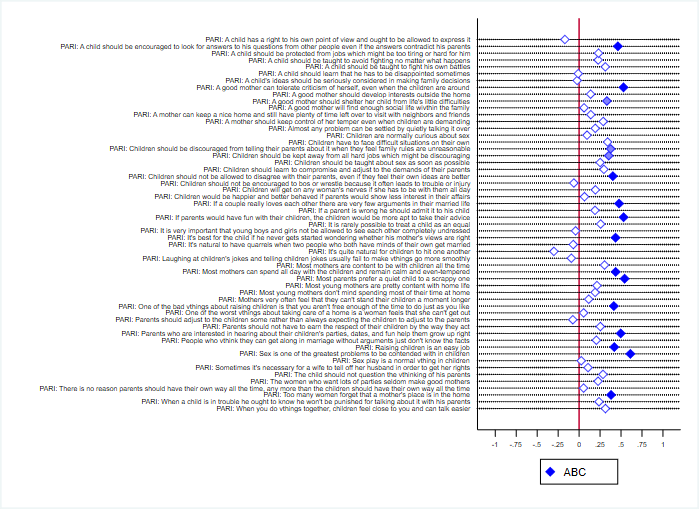 PARI: A child has a right to his own point of view and ought to be allowed to express it
PARI: A child should be encouraged to look for answers to his questions from other people even if the answers contradict his parents
PARI: A child should be protected from jobs which might be too tiring or hard for him
PARI: A child should be taught to avoid fighting no matter what happens
PARI: A child should be taught to fight his own battles
PARI: A child should learn that he has to be disappointed sometimes
PARI: A child's ideas should be seriously considered in making family decisions
PARI: A good mother can tolerate criticism of herself, even when the children are around
PARI: A good mother should develop interests outside the home
PARI: A good mother should shelter her child from life's little difficulties
PARI: A good mother will find enough social life wivthin the family
PARI: A mother can keep a nice home and still have plenty of time left over to visit with neighbors and friends
PARI: A mother should keep control of her temper even when children are demanding
PARI: Almost any problem can be settled by quietly talking it over
PARI: Children are normally curious about sex
PARI: Children have to face difficult situations on their own
PARI: Children should be discouraged from telling their parents about it when they feel family rules are unreasonable
PARI: Children should be kept away from all hard jobs which might be discouraging
PARI: Children should be taught about sex as soon as possible
PARI: Children should learn to compromise and adjust to the demands of their parents
PARI: Children should not be allowed to disagree with their parents, even if they feel their own ideas are better
PARI: Children should not be encouraged to box or wrestle because it often leads to trouble or injury
PARI: Children will get on any woman's nerves if she has to be with them all day
PARI: Children would be happier and better behaved if parents would show less interest in their affairs
PARI: If a couple really loves each other there are very few arguments in their married life
PARI: If a parent is wrong he should admit it to his child
PARI: If parents would have fun with their children, the children would be more apt to take their advice
PARI: It is rarely possible to treat a child as an equal
PARI: It is very important that young boys and girls not be allowed to see each other completely undressed
PARI: It's best for the child if he never gets started wondering whether his mother's views are right
PARI: It's natural to have quarrels when two people who both have minds of their own get married
PARI: It's quite natural for children to hit one another
PARI: Laughing at children's jokes and telling children jokes usually fail to make vthings go more smoothly
PARI: Most mothers are content to be with children all the time
PARI: Most mothers can spend all day with the children and remain calm and even-tempered
PARI: Most parents prefer a quiet child to a scrappy one
PARI: Most young mothers are pretty content with home life
PARI: Most young mothers don't mind spending most of their time at home
PARI: Mothers very often feel that they can't stand their children a moment longer
PARI: One of the bad vthings about raising children is that you aren't free enough of the time to do just as you like
PARI: One of the worst vthings about taking care of a home is a woman feels that she can't get out
PARI: Parents should adjust to the children some rather than always expecting the children to adjust to the parents
PARI: Parents should not have to earn the respect of their children by the way they act
PARI: Parents who are interested in hearing about their children's parties, dates, and fun help them grow up right
PARI: People who vthink they can get along in marriage without arguments just don't know the facts
PARI: Raising children is an easy job
PARI: Sex is one of the greatest problems to be contended with in children
PARI: Sex play is a normal vthing in children
PARI: Sometimes it's necessary for a wife to tell off her husband in order to get her rights
PARI: The child should not question the vthinking of his parents
PARI: The women who want lots of parties seldom make good mothers
PARI: There is no reason parents should have their own way all the time, any more than the children should have their own way all the time
PARI: Too many women forget that a mother's place is in the home
PARI: When a child is in trouble he ought to know he won't be punished for talking about it with his parents
PARI: When you do vthings together, children feel close to you and can talk easier
-1 -.75 -.5 -.25 0 .25 .5 .75 1
ABC